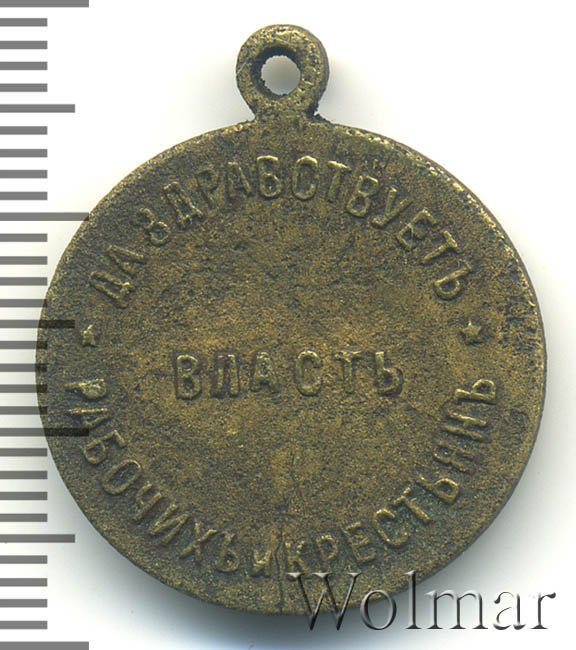 ДА ЗДРАВСТВУЕТЪ
ВЛАСТЬ
РАБОЧИХЪ И КРЕСТЬЯНЪ
Wolmar